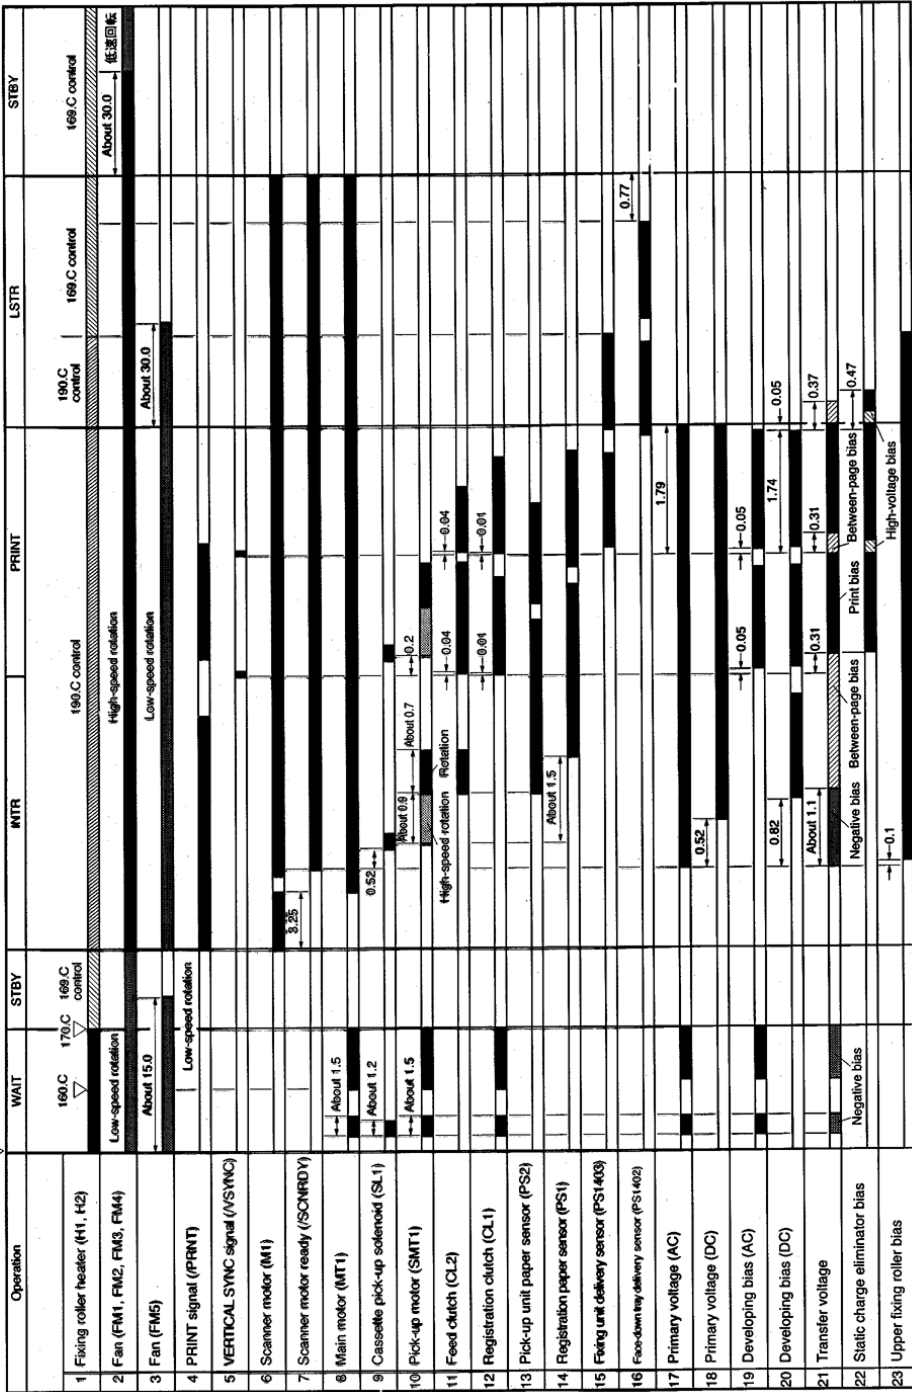 Operation
WAIT
STBY
INTR
PRINT
LSTR
STBY
1 Fixing roller heater (H1, H2)
160.C
170.C
169.C control
190.C control
190.C control
169.C control
169.C control
2 Fan (FM1, FM2, FM3, FM4)
Low-speed rotation
High-speed rotation
About 30.0
低速回転
3 Fan (FM5)
About 15.0
Low-speed rotation
About 30.0
4 PRINT signal (/PRNT)
Low-speed rotation
5 VERTICAL SYNC signal (/VSYNC)
6 Scanner motor (M1)
7 Scanner motor ready (/SCNRDY)
3.25
8 Main motor (MT1)
About 1.5
9 Cassette pick-up solenoid (SL1)
About 1.2
0.52
10 Pick-up motor (SMT1)
About 1.5
About 0.9
About 0.7
0.2
11 Feed clutch (CL2)
High-speed rotation
Rotation
0.04
0.04
12 Registration clutch (CL1)
0.01
0.01
13 Pick-up unit paper sensor (PS2)
14 Registration paper sensor (PS1)
About 1.5
15 Fixing unit delivery sensor (PS1403)
16 Face-down tray delivery sensor (PS1402)
0.77
17 Primary voltage (AC)
1.79
18 Primary voltage (DC)
0.52
19 Developing bias (AC)
0.05
0.05
20 Developing bias (DC)
0.82
1.74
0.05
21 Transfer voltage
About 1.1
0.31
0.31
0.37
22 Static charge eliminator bias
Negative bias
Negative bias
Between-page bias
Print bias
Between-page bias
0.47
23 Upper fixing roller bias
0.1
High-voltage bias